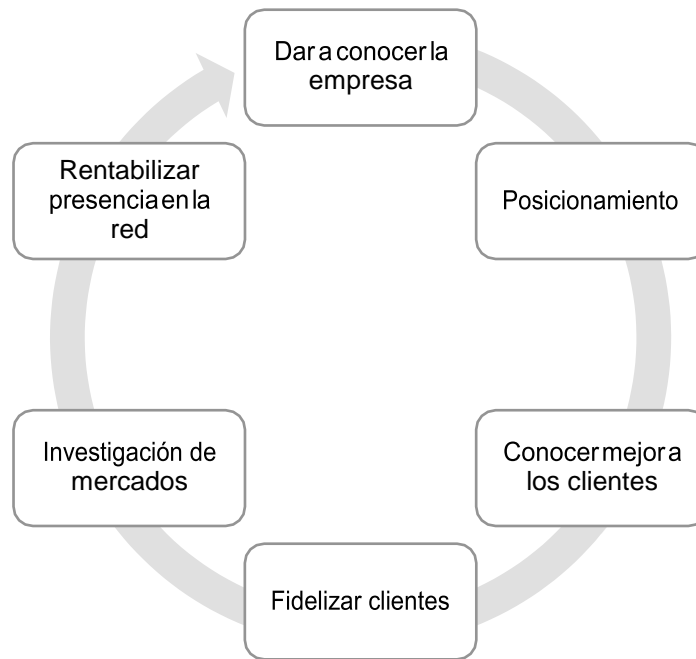 Dar a conocer la
empresa
Posicionamiento
Conocer mejor a
los clientes
Fidelizar clientes
Investigación de
mercados
Rentabilizar
presencia en la
red